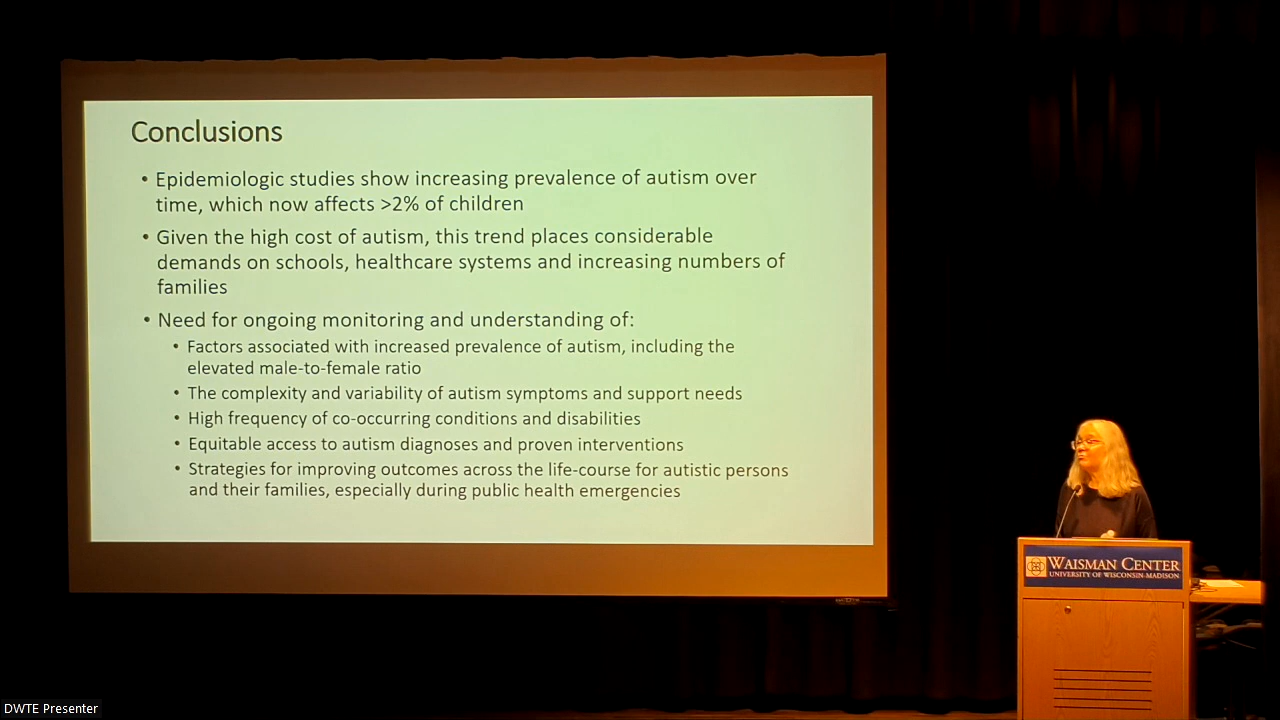 Conclusions
• Epidemiologic studies show increasing prevalence of autism over
time, which now affects >2% of children
• Given the high cost of autism, this trend places considerable
demands on schools, healthcare systems and increasing numbers of
families
• Need for ongoing monitoring and understanding of:
• Factors associated with increased prevalence of autism, including the
elevated male-to-female ratio
• The complexity and variability of autism symptoms and support needs
• High frequency of co-occurring conditions and disabilities
• Equitable access to autism diagnoses and proven interventions
• Strategies for improving outcomes across the life-course for autistic persons
and their families, especially during public health emergencies
WAISMAN CENTER
UNIVERSITY OF WISCONSIN-MADISON
DWTE Presenter